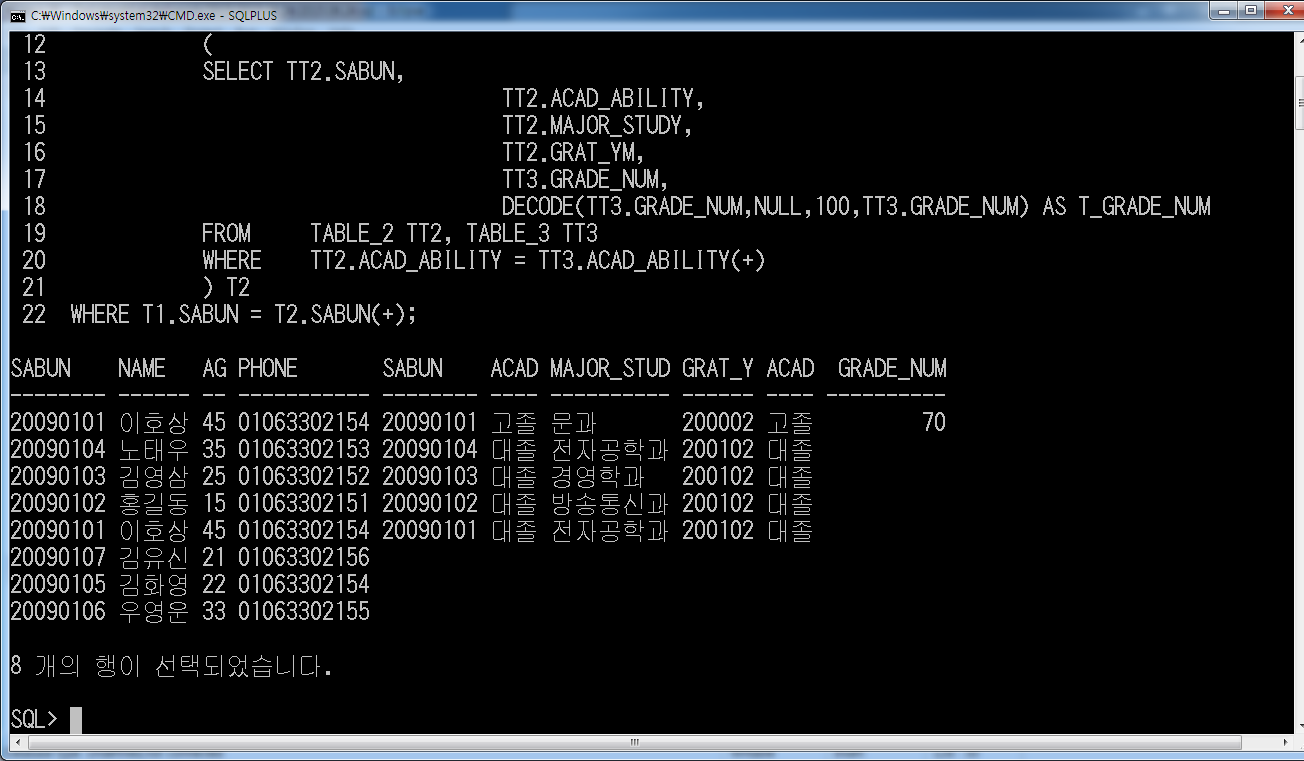 C:₩Windows₩system32₩CMD.exe - SQLPLUS
12 (
13 SELECT TT2.SABUN,
14 TT2.ACAD_ABILITY,
15 TT2.MAJOR_STUDY,
16 TT2.GRAT_YM,
17 TT3.GRADE_NUM,
18 DECODE(TT3.GRADE_NUM,NULL,100,TT3.GRADE_NUM) AS T_GRADE_NUM
19 FROM TABLE_2 TT2, TABLE_3 TT3
20 WHERE TT2.ACAD_ABILITY = TT3.ACAD_ABILITY(+)
21 ) T2
22 WHERE T1.SABUN = T2.SABUN(+);
SABUN NAME AG PHONE SABUN ACAD MAJOR_STUD GRAT_Y ACAD GRADE_NUM
-------- ------ -- ----------- -------- ---- ---------- ------ ---- ----------
20090101 이호상 45 01063302154 20090101 고졸 문과 200002 고졸 70
20090104 노태우 35 01063302153 20090104 대졸 전자공학과 200102 대졸
20090103 김영삼 25 01063302152 20090103 대졸 경영학과 200102 대졸
20090102 홍길동 15 01063302151 20090102 대졸 방송통신과 200102 대졸
20090101 이호상 45 01063302154 20090101 대졸 전자공학과 200102 대졸
20090107 김유신 21 01063302156
20090105 김화영 22 01063302154
20090106 우영운 33 01063302155
8 개의 행이 선택되었습니다.
SQL>